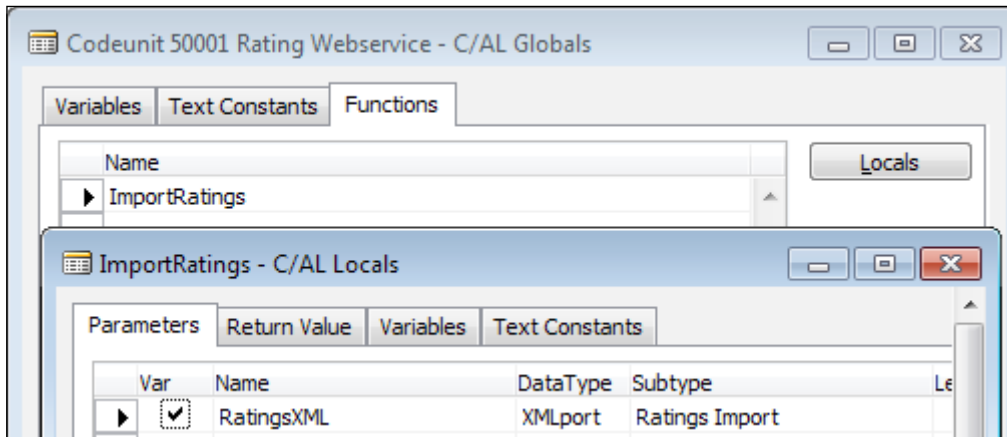 Codeunit 50001 Rating Webservice - C/AL Globals
Variables Text Constants Functions
Name
Locals
ImportRatings
ImportRatings - C/AL Locals
Parameters Return Value Variables Text Constants
Var Name DataType Subtype Le
RatingsXML XMLport Ratings Import